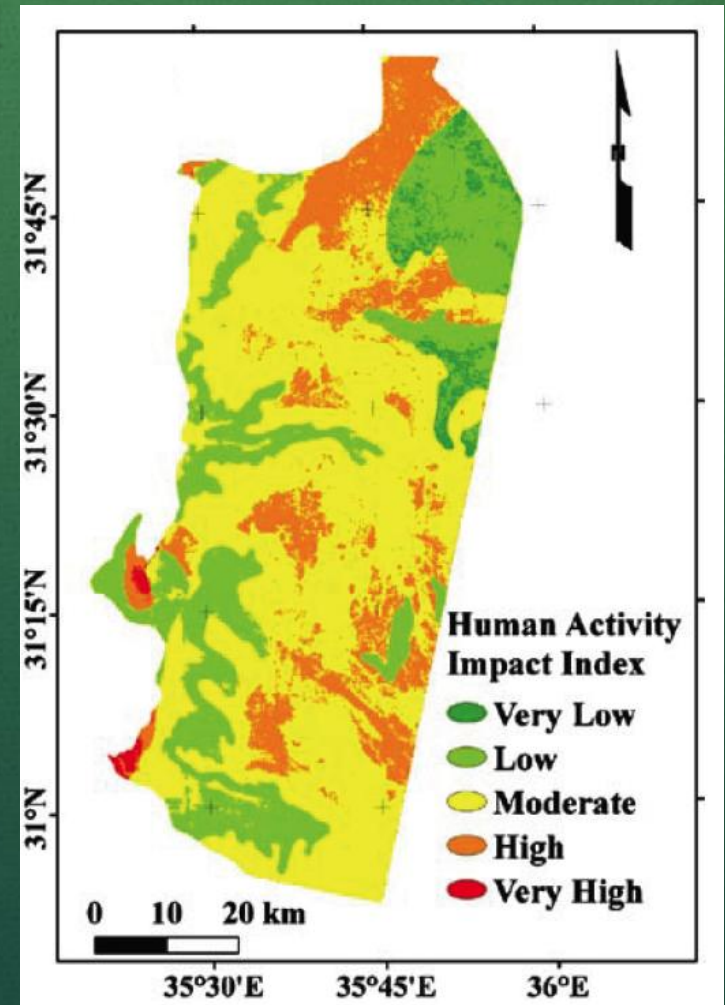 31°45'N
31°30'N
31°15'N
31°N
Human Activity
Impact Index
Very Low
Low
Moderate
High
Very High
0 10 20 km
35°30'E 35°45'E 36°E